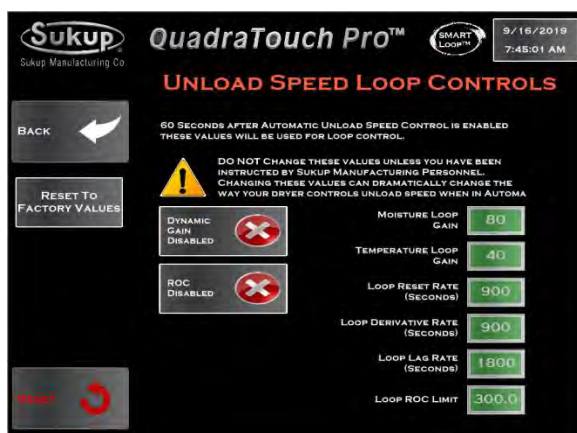 Sukup
Sukup Manufacturing Co
QuadraTouch Pro™
SMART
LOOP™
9/16/2019
7:45:01 AM
UNLOAD SPEED LOOP CONTROLS
BACK
60 SECONDS AFTER AUTOMATIC UNLOAD SPEED CONTROL IS ENABLED
THESE VALUES WILL BE USED FOR LOOP CONTROL.
DO NOT CHANGE THESE VALUES UNLESS YOU HAVE BEEN
INSTRUCTED BY SUKUP MANUFACTURING PERSONNEL.
CHANGING THESE VALUES CAN DRAMATICALLY CHANGE THE
WAY YOUR DRYER CONTROLS UNLOAD SPEED WHEN IN AUTOMA
RESET TO
FACTORY VALUES
DYNAMIC
GAIN
DISABLED
ROC
DISABLED
MOISTURE LOOP
GAIN
80
TEMPERATURE LOOP
GAIN
40
LOOP RESET RATE
(SECONDS)
900
LOOP DERIVATIVE RATE
(SECONDS)
900
LOOP LAG RATE
(SECONDS)
1800
LOOP ROC LIMIT
300.0
RESET